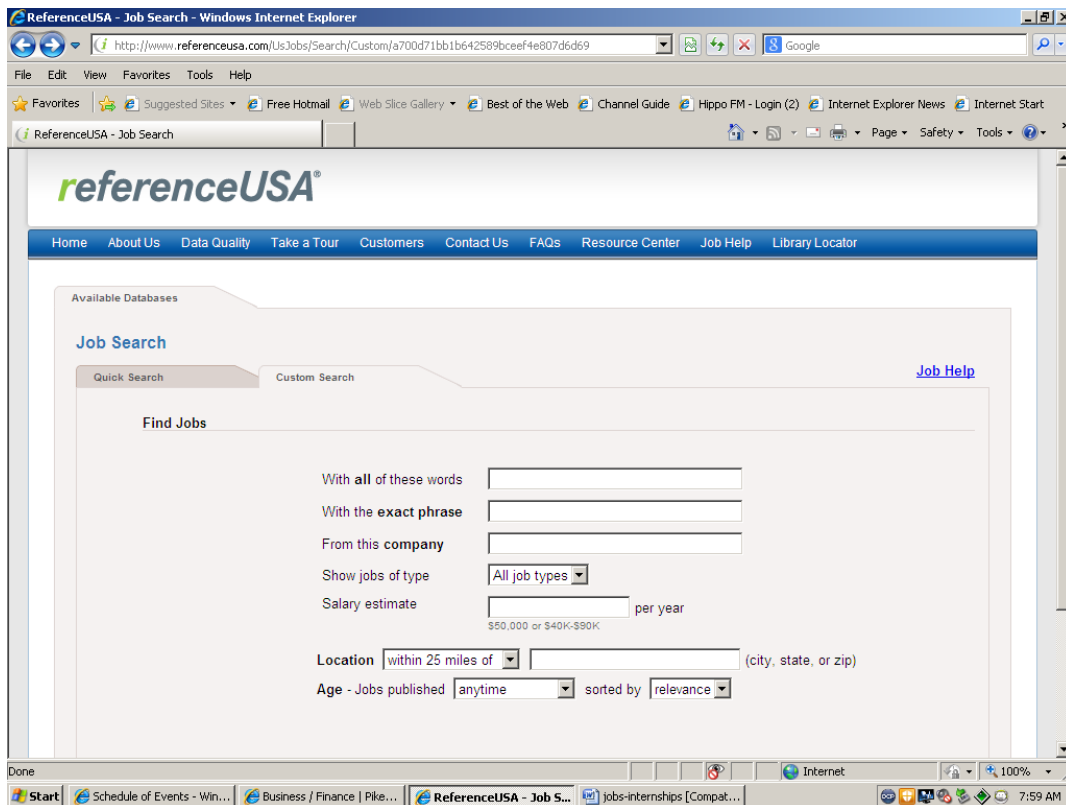 ReferenceUSA - Job Search - Windows Internet Explorer
http://www.referenceusa.com/UsJobs/Search/Custom/a700d71bb1b642589bceef4e807d6d69
Google
File Edit View Favorites Tools Help
Favorites Suggested Sites Free Hotmail Web Slice Gallery Best of the Web Channel Guide Hippo FM - Login (2) Internet Explorer News Internet Start
ReferenceUSA - Job Search Page Safety Tools
referenceUSA®
Home About Us Data Quality Take a Tour Customers Contact Us FAQs Resource Center Job Help Library Locator
Available Databases
Job Search
Quick Search Custom Search Job Help
Find Jobs
With all of these words
With the exact phrase
From this company
Show jobs of type All job types
Salary estimate per year
$50,000 or $40K-$90K
Location within 25 miles of (city, state, or zip)
Age - Jobs published anytime sorted by relevance
Done Internet 100%
Start Schedule of Events - Win... Business / Finance | Pike... ReferenceUSA - Job S... jobs-internships [Compat... 7:59 AM